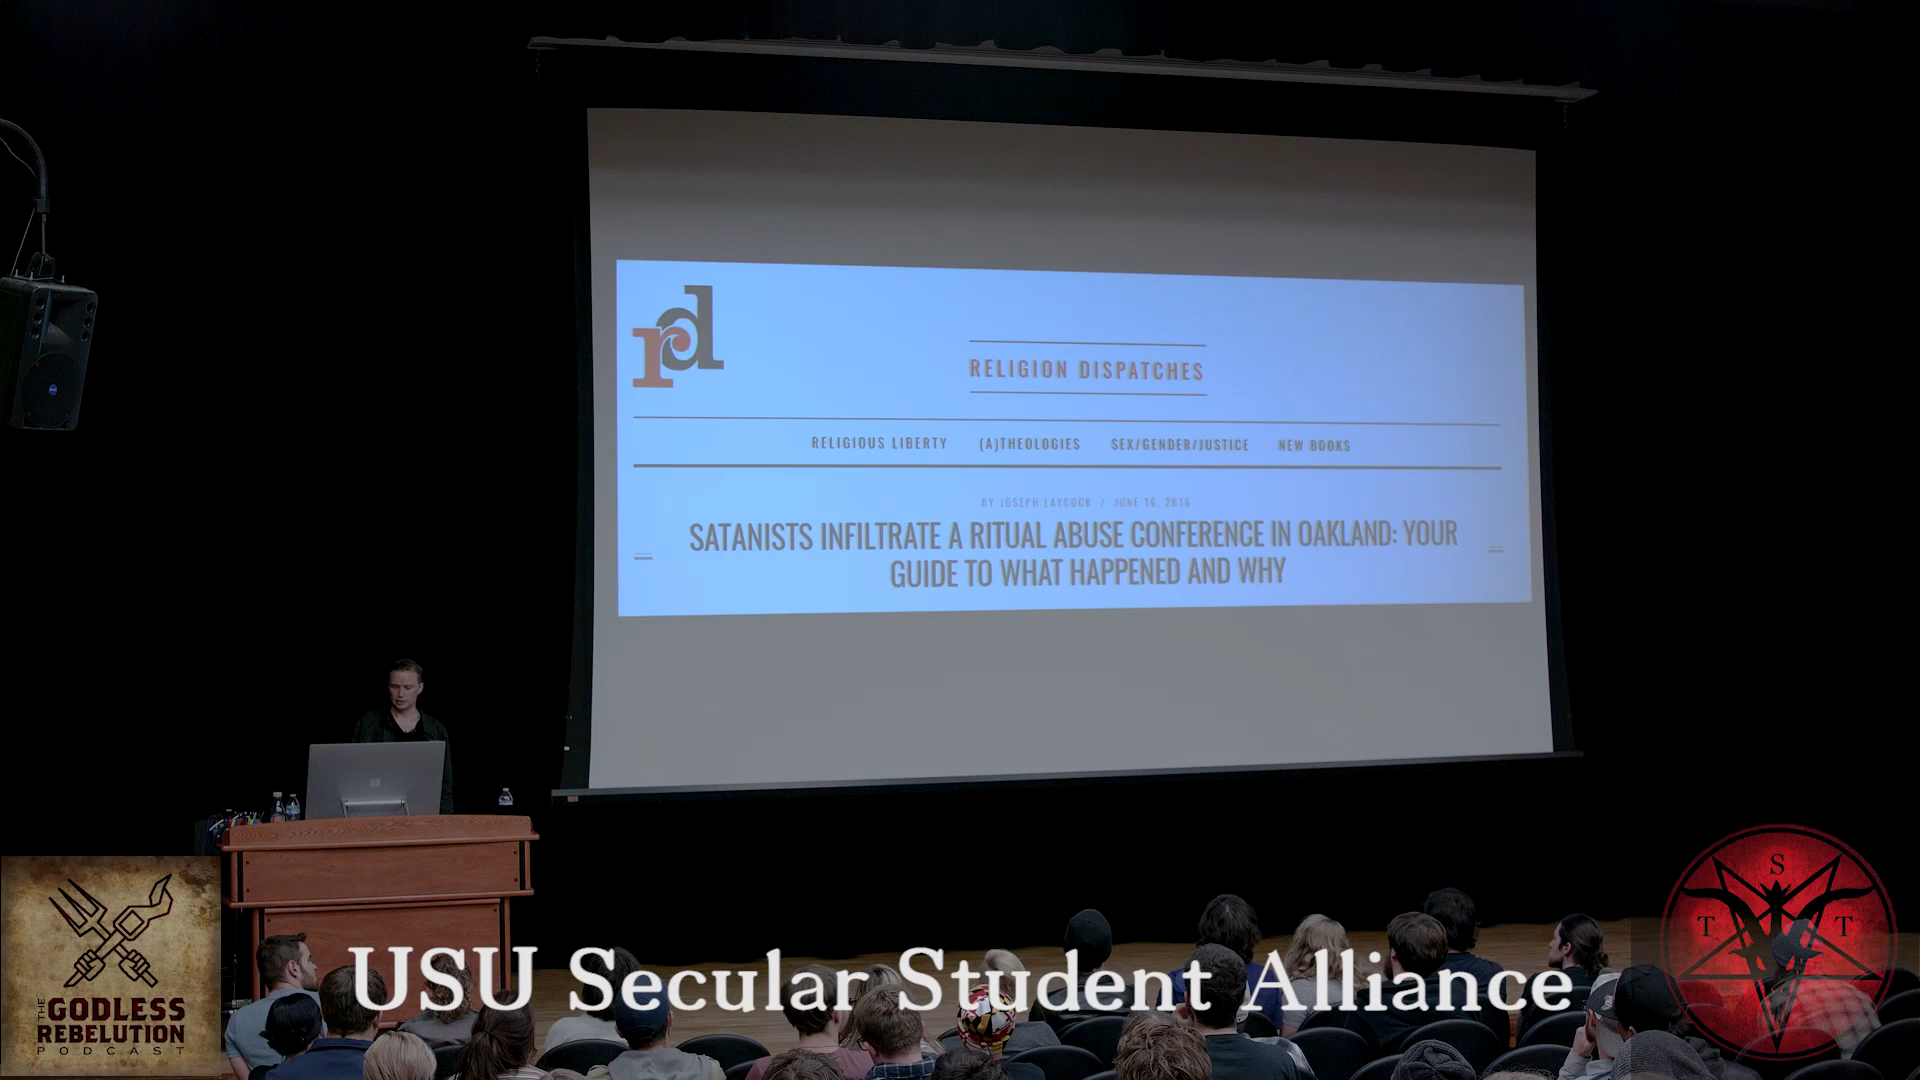 rd
RELIGION DISPATCHES
RELIGIOUS LIBERTY (A)THEOLOGIES SEX/GENDER/JUSTICE NEW BOOKS
BY JOSEPH LAYCOCK / JUNE 16, 2016
SATANISTS INFILTRATE A RITUAL ABUSE CONFERENCE IN OAKLAND: YOUR
GUIDE TO WHAT HAPPENED AND WHY
THE
GODLESS
REBELUTION
PODCAST
USU Secular Student Alliance
S
T T